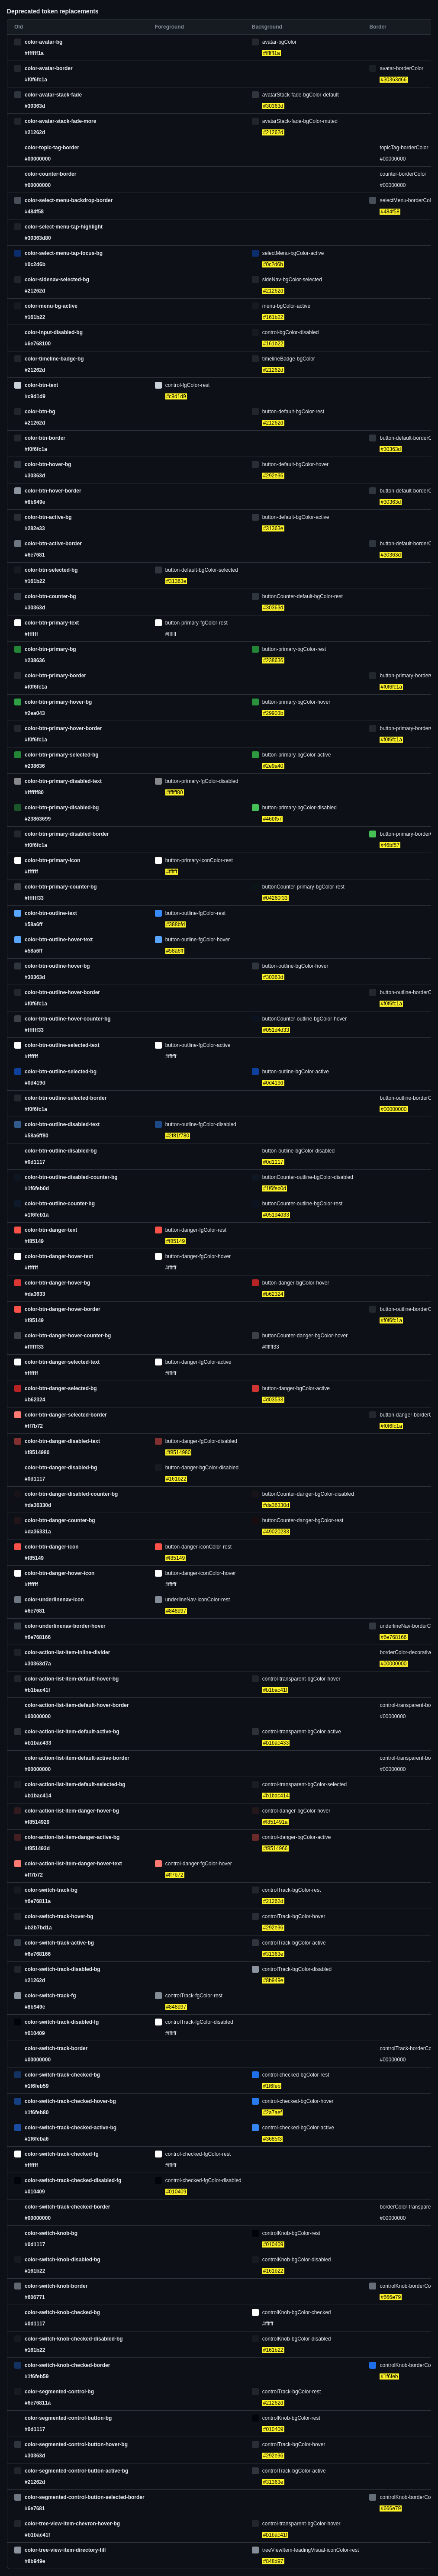 Deprecated token replacements
Old Foreground Background Border
color-avatar-bg avatar-bgColor
#ffffff1a #ffffff1a
color-avatar-border avatar-borderColor
#f0f6fc1a #30363d66
color-avatar-stack-fade avatarStack-fade-bgColor-default
#30363d #30363d
color-avatar-stack-fade-more avatarStack-fade-bgColor-muted
#21262d #21262d
color-topic-tag-border topicTag-borderColor
#00000000 #00000000
color-counter-border counter-borderColor
#00000000 #00000000
color-select-menu-backdrop-border selectMenu-borderCol
#484f58 #484f58
color-select-menu-tap-highlight
#30363d80
color-select-menu-tap-focus-bg selectMenu-bgColor-active
#0c2d6b #0c2d6b
color-sidenav-selected-bg sideNav-bgColor-selected
#21262d #21262d
color-menu-bg-active menu-bgColor-active
#161b22 #161b22
color-input-disabled-bg control-bgColor-disabled
#6e768100 #161b22
color-timeline-badge-bg timelineBadge-bgColor
#21262d #21262d
color-btn-text control-fgColor-rest
#c9d1d9 #c9d1d9
color-btn-bg button-default-bgColor-rest
#21262d #21262d
color-btn-border button-default-borderC
#f0f6fc1a #30363d
color-btn-hover-bg button-default-bgColor-hover
#30363d #292e36
color-btn-hover-border button-default-borderC
#8b949e #30363d
color-btn-active-bg button-default-bgColor-active
#282e33 #31363e
color-btn-active-border button-default-borderC
#6e7681 #30363d
color-btn-selected-bg button-default-bgColor-selected
#161b22 #31363e
color-btn-counter-bg buttonCounter-default-bgColor-rest
#30363d #30363d
color-btn-primary-text button-primary-fgColor-rest
#ffffff #ffffff
color-btn-primary-bg button-primary-bgColor-rest
#238636 #238636
color-btn-primary-border button-primary-border
#f0f6fc1a #f0f6fc1a
color-btn-primary-hover-bg button-primary-bgColor-hover
#2ea043 #29903b
color-btn-primary-hover-border button-primary-border
#f0f6fc1a #f0f6fc1a
color-btn-primary-selected-bg button-primary-bgColor-active
#238636 #2e9a40
color-btn-primary-disabled-text button-primary-fgColor-disabled
#ffffff80 #ffffff80
color-btn-primary-disabled-bg button-primary-bgColor-disabled
#23863699 #46bf57
color-btn-primary-disabled-border button-primary-border
#f0f6fc1a #46bf57
color-btn-primary-icon button-primary-iconColor-rest
#ffffff #ffffff
color-btn-primary-counter-bg buttonCounter-primary-bgColor-rest
#ffffff33 #04260f33
color-btn-outline-text button-outline-fgColor-rest
#58a6ff #388bfd
color-btn-outline-hover-text button-outline-fgColor-hover
#58a6ff #58a6ff
color-btn-outline-hover-bg button-outline-bgColor-hover
#30363d #30363d
color-btn-outline-hover-border button-outline-borderC
#f0f6fc1a #f0f6fc1a
color-btn-outline-hover-counter-bg buttonCounter-outline-bgColor-hover
#ffffff33 #051d4d33
color-btn-outline-selected-text button-outline-fgColor-active
#ffffff #ffffff
color-btn-outline-selected-bg button-outline-bgColor-active
#0d419d #0d419d
color-btn-outline-selected-border button-outline-borderC
#f0f6fc1a #00000000
color-btn-outline-disabled-text button-outline-fgColor-disabled
#58a6ff80 #2f81f780
color-btn-outline-disabled-bg button-outline-bgColor-disabled
#0d1117 #0d1117
color-btn-outline-disabled-counter-bg buttonCounter-outline-bgColor-disabled
#1f6feb0d #1f6feb0d
color-btn-outline-counter-bg buttonCounter-outline-bgColor-rest
#1f6feb1a #051d4d33
color-btn-danger-text button-danger-fgColor-rest
#f85149 #f85149
color-btn-danger-hover-text button-danger-fgColor-hover
#ffffff #ffffff
color-btn-danger-hover-bg button-danger-bgColor-hover
#da3633 #b62324
color-btn-danger-hover-border button-outline-borderC
#f85149 #f0f6fc1a
color-btn-danger-hover-counter-bg buttonCounter-danger-bgColor-hover
#ffffff33 #ffffff33
color-btn-danger-selected-text button-danger-fgColor-active
#ffffff #ffffff
color-btn-danger-selected-bg button-danger-bgColor-active
#b62324 #d03533
color-btn-danger-selected-border button-danger-borderC
#ff7b72 #f0f6fc1a
color-btn-danger-disabled-text button-danger-fgColor-disabled
#f8514980 #f8514980
color-btn-danger-disabled-bg button-danger-bgColor-disabled
#0d1117 #161b22
color-btn-danger-disabled-counter-bg buttonCounter-danger-bgColor-disabled
#da36330d #da36330d
color-btn-danger-counter-bg buttonCounter-danger-bgColor-rest
#da36331a #49020233
color-btn-danger-icon button-danger-iconColor-rest
#f85149 #f85149
color-btn-danger-hover-icon button-danger-iconColor-hover
#ffffff #ffffff
color-underlinenav-icon underlineNav-iconColor-rest
#6e7681 #848d97
color-underlinenav-border-hover underlineNav-borderC
#6e768166 #6e768166
color-action-list-item-inline-divider borderColor-decorative
#30363d7a #00000000
color-action-list-item-default-hover-bg control-transparent-bgColor-hover
#b1bac41f #b1bac41f
color-action-list-item-default-hover-border control-transparent-bo
#00000000 #00000000
color-action-list-item-default-active-bg control-transparent-bgColor-active
#b1bac433 #b1bac433
color-action-list-item-default-active-border control-transparent-bo
#00000000 #00000000
color-action-list-item-default-selected-bg control-transparent-bgColor-selected
#b1bac414 #b1bac414
color-action-list-item-danger-hover-bg control-danger-bgColor-hover
#f8514929 #f851491a
color-action-list-item-danger-active-bg control-danger-bgColor-active
#f851493d #f8514966
color-action-list-item-danger-hover-text control-danger-fgColor-hover
#ff7b72 #ff7b72
color-switch-track-bg controlTrack-bgColor-rest
#6e76811a #21262d
color-switch-track-hover-bg controlTrack-bgColor-hover
#b2b7bd1a #292e36
color-switch-track-active-bg controlTrack-bgColor-active
#6e768166 #31363e
color-switch-track-disabled-bg controlTrack-bgColor-disabled
#21262d #8b949e
color-switch-track-fg controlTrack-fgColor-rest
#8b949e #848d97
color-switch-track-disabled-fg controlTrack-fgColor-disabled
#010409 #ffffff
color-switch-track-border controlTrack-borderCo
#00000000 #00000000
color-switch-track-checked-bg control-checked-bgColor-rest
#1f6feb59 #1f6feb
color-switch-track-checked-hover-bg control-checked-bgColor-hover
#1f6feb80 #2a7aef
color-switch-track-checked-active-bg control-checked-bgColor-active
#1f6feba6 #3685f3
color-switch-track-checked-fg control-checked-fgColor-rest
#ffffff #ffffff
color-switch-track-checked-disabled-fg control-checked-fgColor-disabled
#010409 #010409
color-switch-track-checked-border borderColor-transpare
#00000000 #00000000
color-switch-knob-bg controlKnob-bgColor-rest
#0d1117 #010409
color-switch-knob-disabled-bg controlKnob-bgColor-disabled
#161b22 #161b22
color-switch-knob-border controlKnob-borderCo
#606771 #666e79
color-switch-knob-checked-bg controlKnob-bgColor-checked
#0d1117 #ffffff
color-switch-knob-checked-disabled-bg controlKnob-bgColor-disabled
#161b22 #161b22
color-switch-knob-checked-border controlKnob-borderCo
#1f6feb59 #1f6feb
color-segmented-control-bg controlTrack-bgColor-rest
#6e76811a #21262d
color-segmented-control-button-bg controlKnob-bgColor-rest
#0d1117 #010409
color-segmented-control-button-hover-bg controlTrack-bgColor-hover
#30363d #292e36
color-segmented-control-button-active-bg controlTrack-bgColor-active
#21262d #31363e
color-segmented-control-button-selected-border controlKnob-borderCo
#6e7681 #666e79
color-tree-view-item-chevron-hover-bg control-transparent-bgColor-hover
#b1bac41f #b1bac41f
color-tree-view-item-directory-fill treeViewItem-leadingVisual-iconColor-rest
#8b949e #848d97